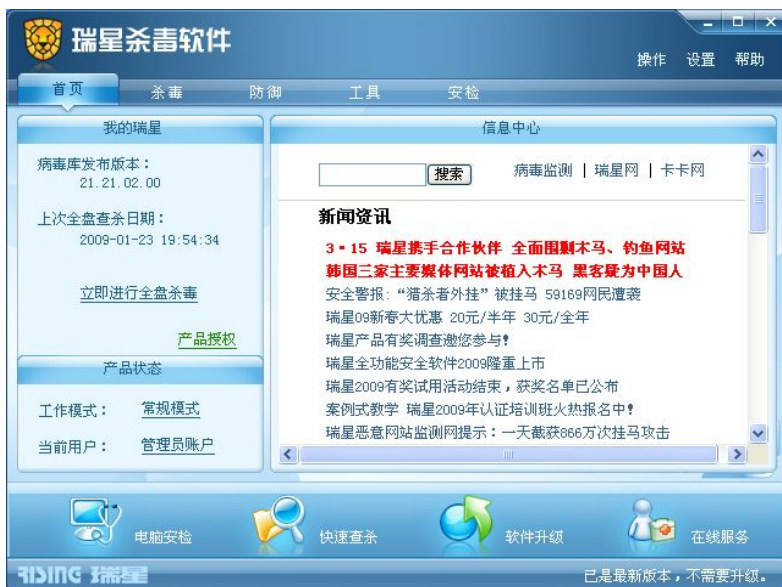 瑞星杀毒软件
操作 设置 帮助
首页 杀毒 防御 工具 安检
我的瑞星
病毒库发布版本：
21.21.02.00
上次全盘查杀日期：
2009-01-23 19:54:34
立即进行全盘杀毒
产品授权
产品状态
工作模式： 常规模式
当前用户： 管理员账户
信息中心
搜索 病毒监测 | 瑞星网 | 卡卡网
新闻资讯
3·15 瑞星携手合作伙伴 全面围剿木马、钓鱼网站
韩国三家主要媒体网站被植入木马 黑客疑为中国人
安全警报：“猎杀者外挂”被挂马 59169网民遭袭
瑞星09新春大优惠 20元/半年 30元/全年
瑞星产品有奖调查邀您参与！
瑞星全功能安全软件2009隆重上市
瑞星2009有奖试用活动结束，获奖名单已公布
案例式教学 瑞星2009年认证培训班火热报名中！
瑞星恶意网站监测网提示：一天截获866万次挂马攻击
电脑安检 快速查杀 软件升级 在线服务
RISING 瑞星 已是最新版本，不需要升级.